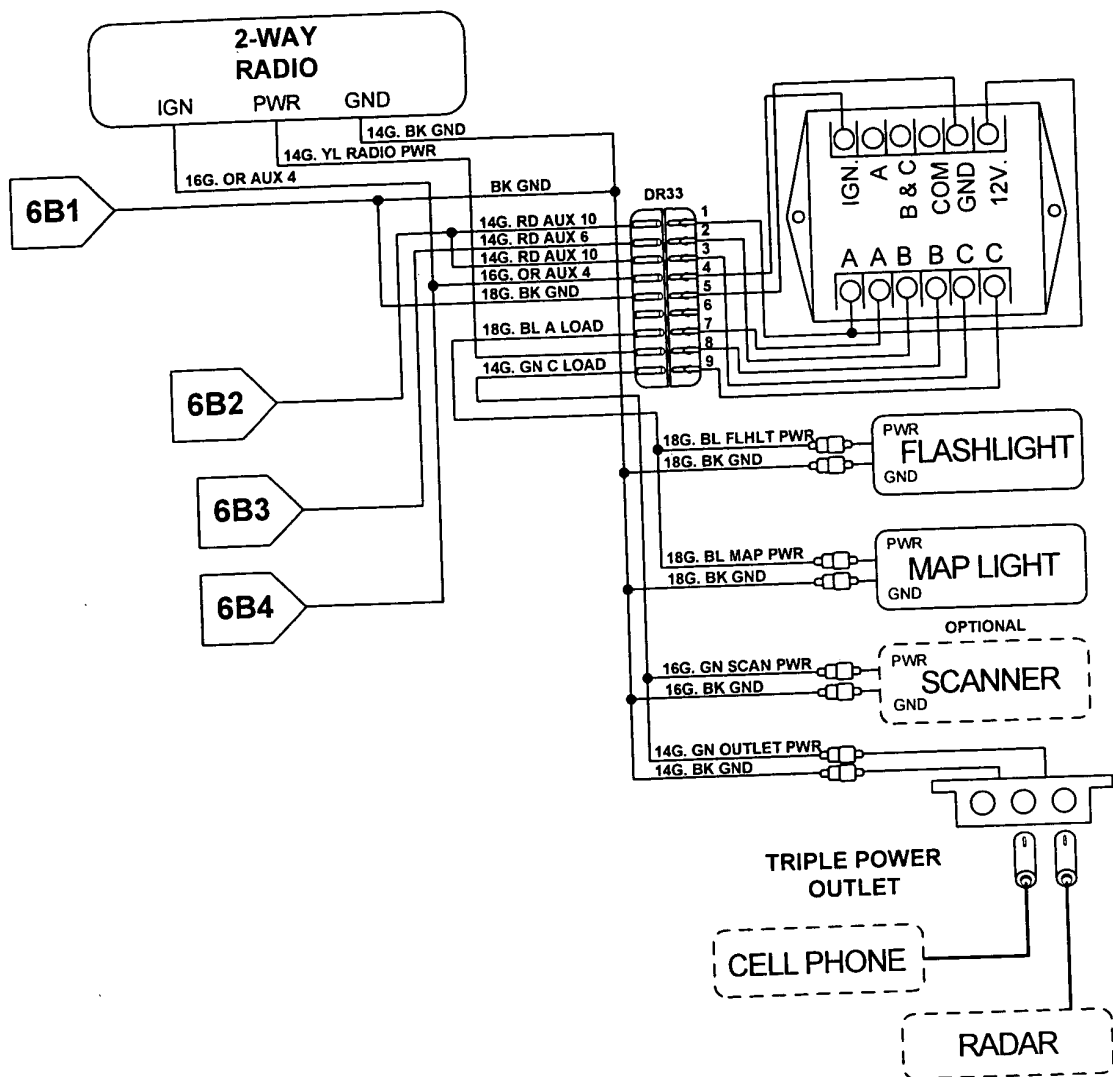 2-WAY
RADIO
IGN PWR GND
14G. BK GND
14G. YL RADIO PWR
16G. OR AUX 4
6B1
BK GND
DR33
14G. RD AUX 10
14G. RD AUX 6
14G. RD AUX 10
16G. OR AUX 4
18G. BK GND
18G. BL A LOAD
14G. GN C LOAD
1
2
3
4
5
6
7
8
9
IGN.
A
B & C
COM
GND
12V.
A A B B C C
6B2
6B3
6B4
18G. BL FLHLT PWR
18G. BK GND
PWR
FLASHLIGHT
GND
18G. BL MAP PWR
18G. BK GND
PWR
MAP LIGHT
GND
OPTIONAL
16G. GN SCAN PWR
16G. BK GND
PWR
SCANNER
GND
14G. GN OUTLET PWR
14G. BK GND
TRIPLE POWER
OUTLET
CELL PHONE
RADAR